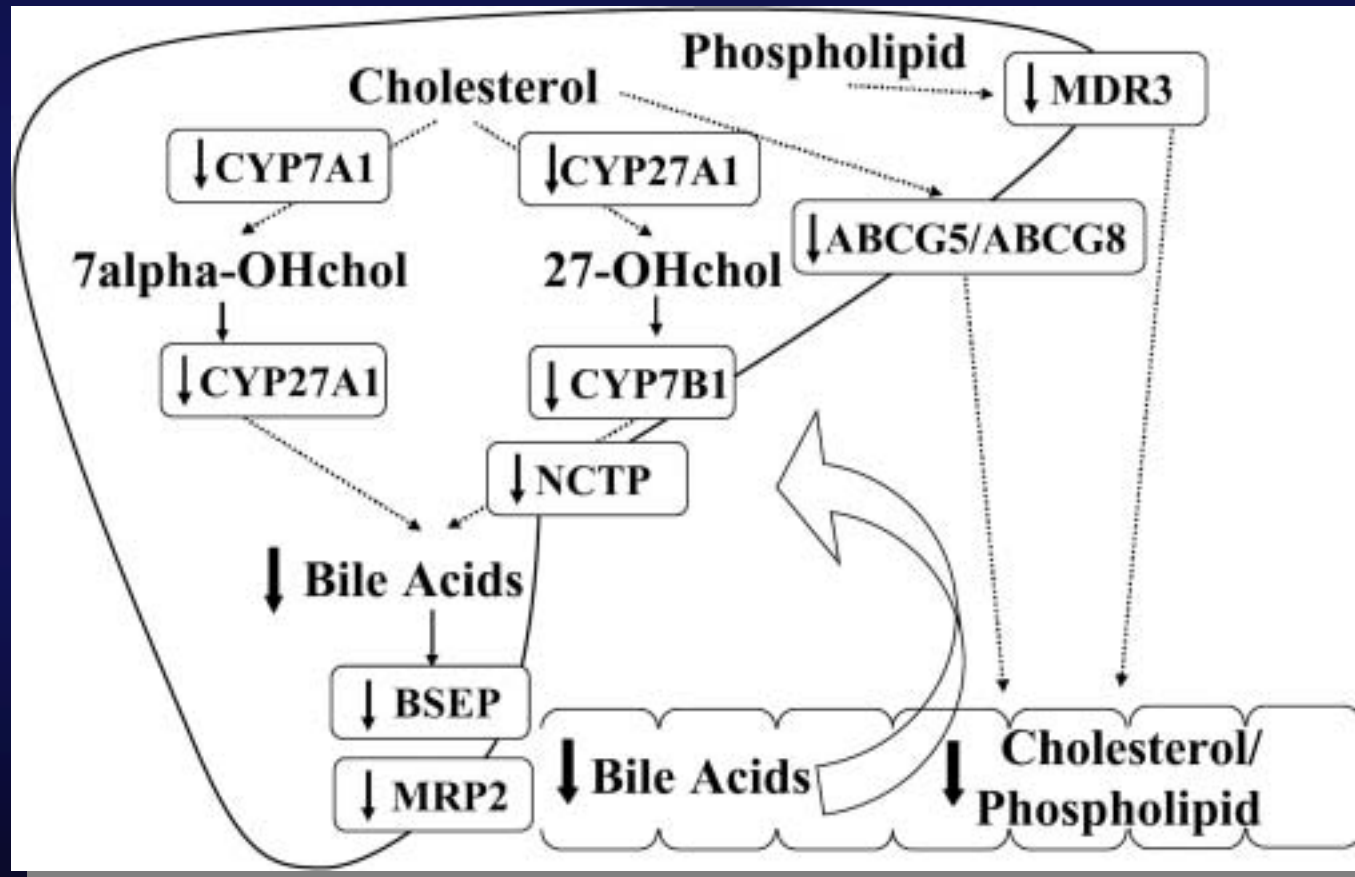 Phospholipid
↓ MDR3
Cholesterol
↓ CYP7A1
↓ CYP27A1
↓ ABCG5/ABCG8
7alpha-OHchol
27-OHchol
↓ CYP27A1
↓ CYP7B1
↓ NCTP
↓ Bile Acids
↓ BSEP
↓ MRP2
↓ Bile Acids
↓ Cholesterol/
Phospholipid